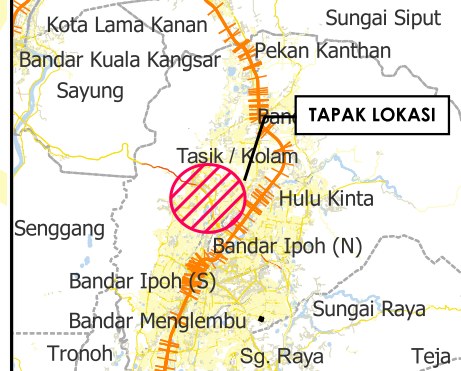 Kota Lama Kanan
Sungai Siput
Bandar Kuala Kangsar
Pekan Kanthan
Sayung
TAPAK LOKASI
Tasik / Kolam
Hulu Kinta
Senggang
Bandar Ipoh (N)
Bandar Ipoh (S)
Bandar Menglembu
Sungai Raya
Tronoh
Sg. Raya
Teja